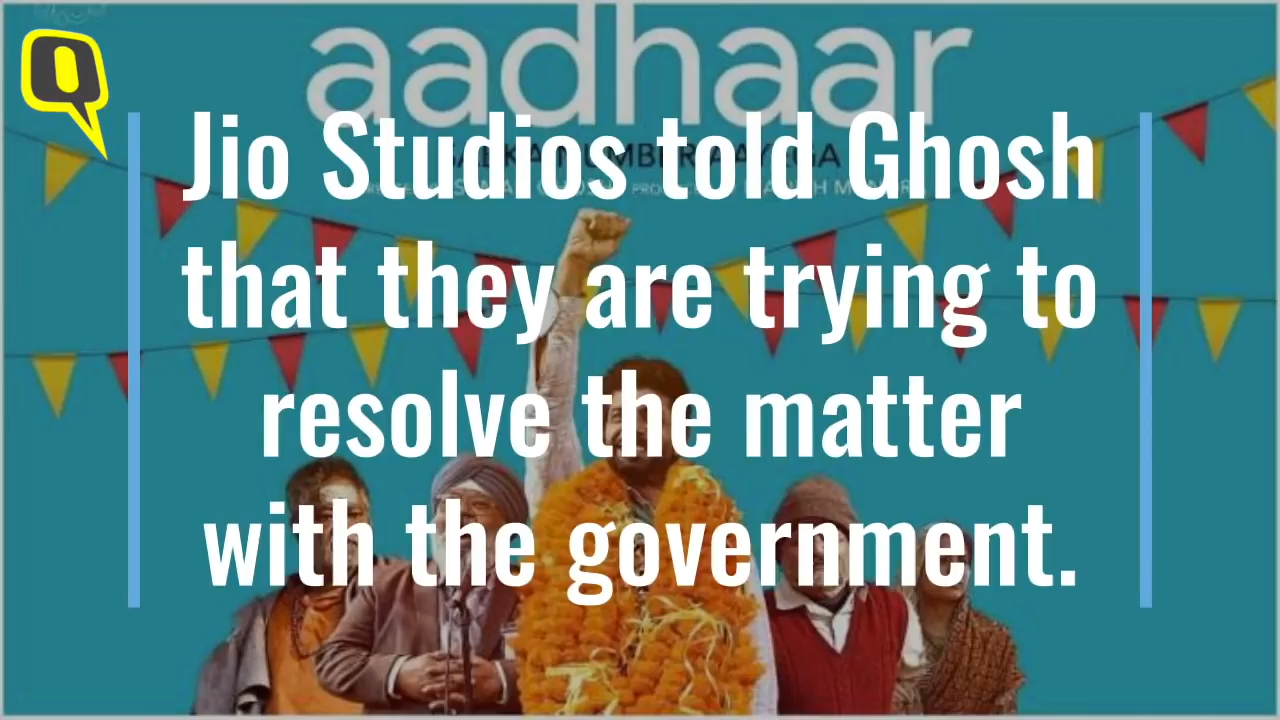 Q
aadhaar
Jio Studios told Ghosh
that they are trying to
resolve the matter
with the government.